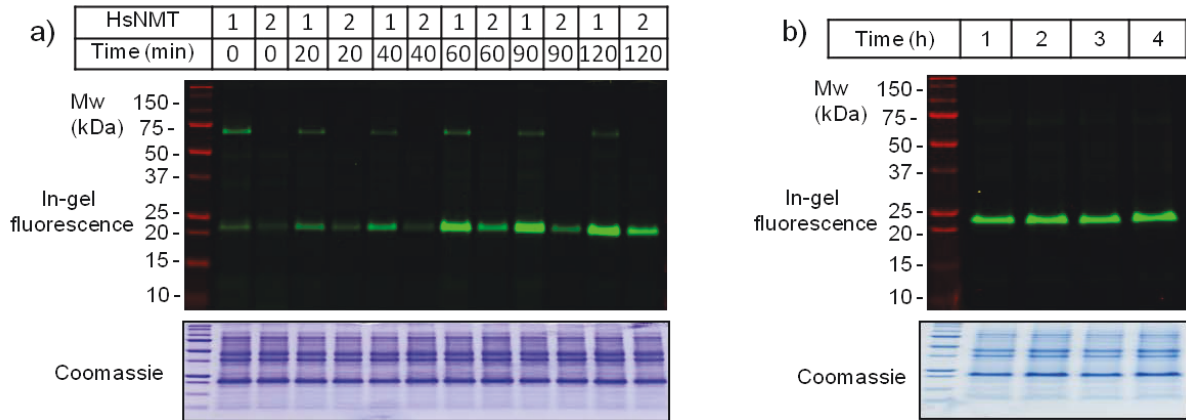 a)
HsNMT 1 2 1 2 1 2 1 2 1 2 1 2
Time (min) 0 0 20 20 40 40 60 60 90 90 120 120
Mw
(kDa)
150 -
75 -
50 -
37 -
25 -
20 -
15 -
10 -
In-gel
fluorescence
Coomassie
b)
Time (h) 1 2 3 4
Mw
(kDa)
150 -
75 -
50 -
37 -
25 -
20 -
15 -
10 -
In-gel
fluorescence
Coomassie